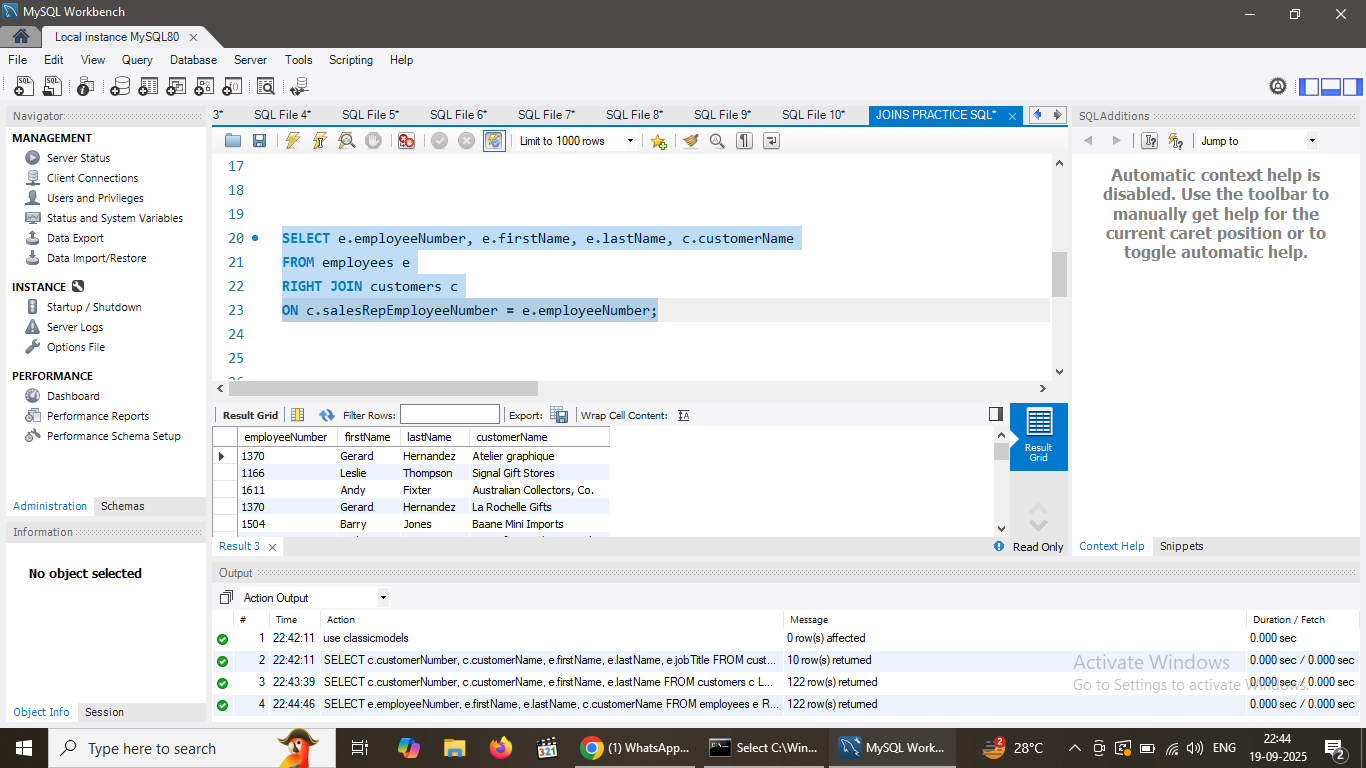 MySQL Workbench
Local instance MySQL80
File Edit View Query Database Server Tools Scripting Help
Navigator
MANAGEMENT
Server Status
Client Connections
Users and Privileges
Status and System Variables
Data Export
Data Import/Restore
INSTANCE
Startup / Shutdown
Server Logs
Options File
PERFORMANCE
Dashboard
Performance Reports
Performance Schema Setup
Administration Schemas
Information
No object selected
Object Info Session
3* SQL File 4* SQL File 5* SQL File 6* SQL File 7* SQL File 8* SQL File 9* SQL File 10* JOINS PRACTICE SQL*
Limit to 1000 rows
17
18
19
20 SELECT e.employeeNumber, e.firstName, e.lastName, c.customerName
21 FROM employees e
22 RIGHT JOIN customers c
23 ON c.salesRepEmployeeNumber = e.employeeNumber;
24
25
Result Grid Filter Rows: Export: Wrap Cell Content:
employeeNumber firstName lastName customerName
1370 Gerard Hernandez Atelier graphique
1166 Leslie Thompson Signal Gift Stores
1611 Andy Fixter Australian Collectors, Co.
1370 Gerard Hernandez La Rochelle Gifts
1504 Barry Jones Baane Mini Imports
Result Grid
Result 3
Read Only
SQLAdditions
Jump to
Automatic context help is
disabled. Use the toolbar to
manually get help for the
current caret position or to
toggle automatic help.
Context Help Snippets
Output
Action Output
# Time Action Message Duration / Fetch
1 22:42:11 use classicmodels 0 row(s) affected 0.000 sec
2 22:42:11 SELECT c.customerNumber, c.customerName, e.firstName, e.lastName, e.jobTitle FROM cust... 10 row(s) returned 0.000 sec / 0.000 sec
3 22:43:39 SELECT c.customerNumber, c.customerName, e.firstName, e.lastName FROM customers c L... 122 row(s) returned 0.000 sec / 0.000 sec
4 22:44:46 SELECT e.employeeNumber, e.firstName, e.lastName, c.customerName FROM employees e R... 122 row(s) returned 0.000 sec / 0.000 sec
Activate Windows
Go to Settings to activate Windows.
Type here to search
321
(1) WhatsApp...
Select C:\Win...
MySQL Work...
28°C
ENG
22:44
19-09-2025
2